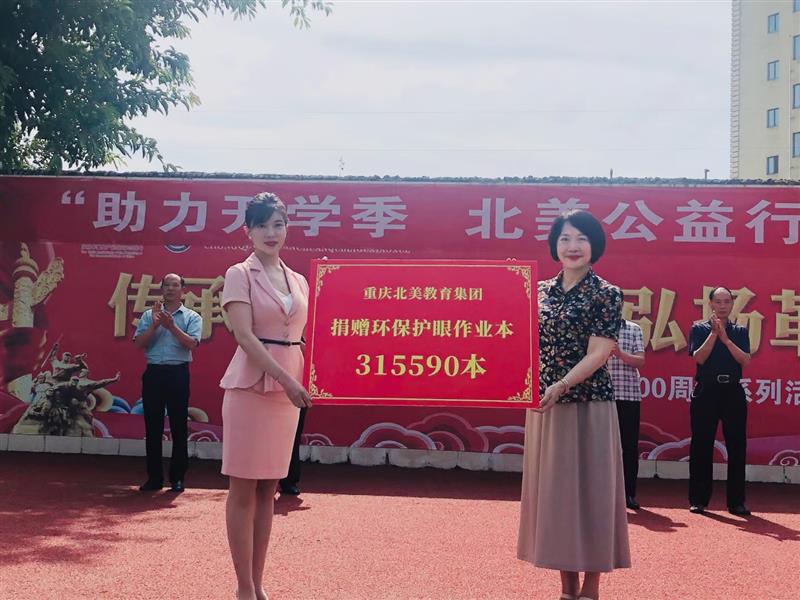 “助力开学季 北美公益行
传承
弘扬革
00周
系列活
重庆北美教育集团
捐赠环保护眼作业本
315590本